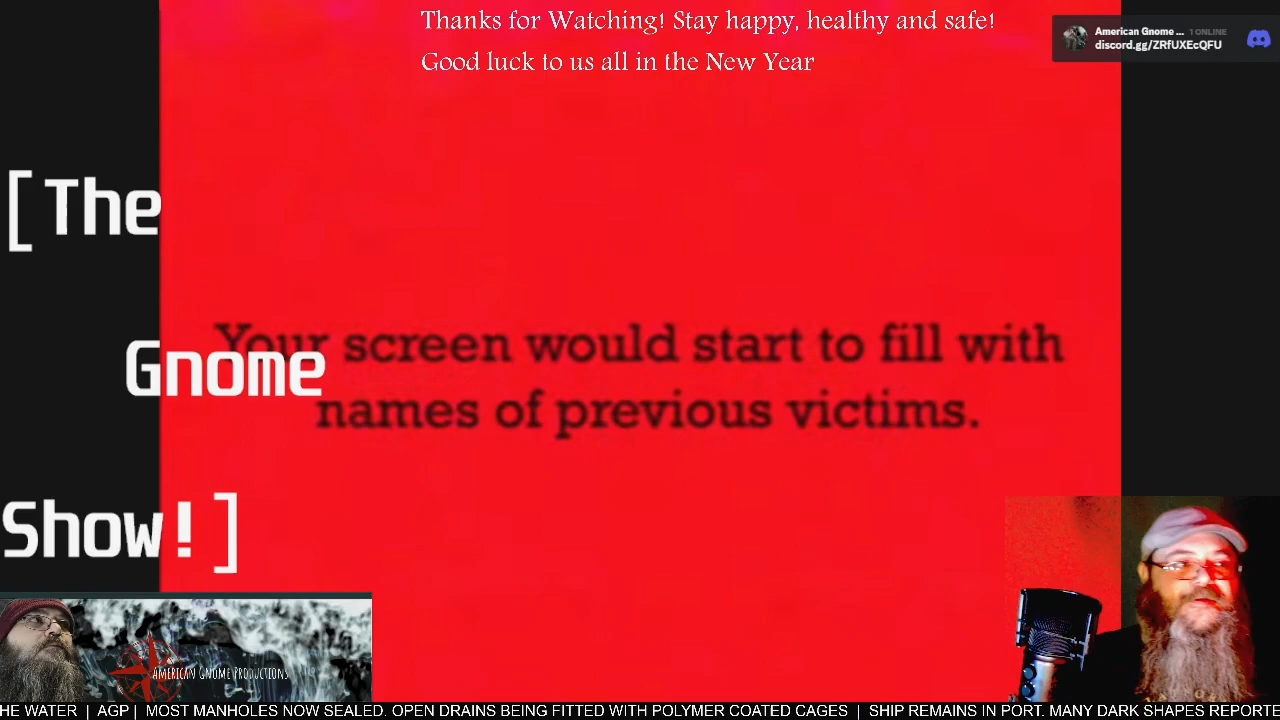 Thanks for Watching! Stay happy, healthy and safe!
Good luck to us all in the New Year
American Gnome ... 1 ONLINE
discord.gg/ZRfUXEcQFU
[The
Gnome
Show!]
Your screen would start to fill with
names of previous victims.
American Gnome Productions
HE WATER | AGP | MOST MANHOLES NOW SEALED. OPEN DRAINS BEING FITTED WITH POLYMER COATED CAGES | SHIP REMAINS IN PORT. MANY DARK SHAPES REPORTE